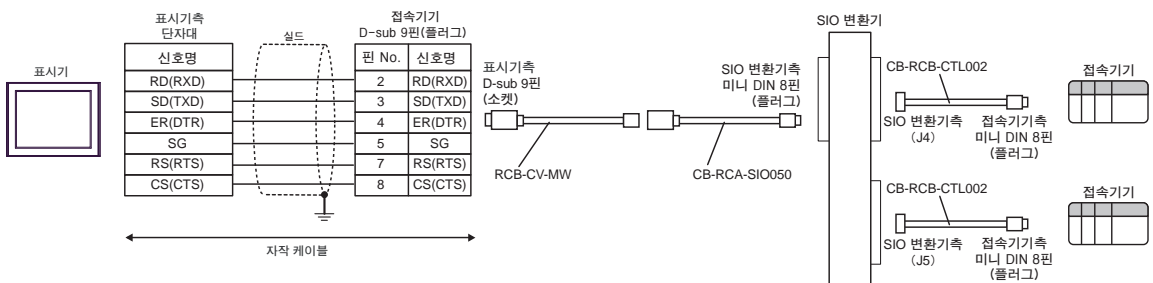 표시기
표시기측
단자대
신호명
RD(RXD)
SD(TXD)
ER(DTR)
SG
RS(RTS)
CS(CTS)
실드
접속기기
D-sub 9핀(플러그)
핀 No. 신호명
2 RD(RXD)
3 SD(TXD)
4 ER(DTR)
5 SG
7 RS(RTS)
8 CS(CTS)
자작 케이블
표시기측
D-sub 9핀
(소켓)
RCB-CV-MW
SIO 변환기측
미니 DIN 8핀
(플러그)
CB-RCA-SIO050
SIO 변환기
CB-RCB-CTL002
SIO 변환기측
(J4)
접속기기측
미니 DIN 8핀
(플러그)
접속기기
CB-RCB-CTL002
SIO 변환기측
(J5)
접속기기측
미니 DIN 8핀
(플러그)
접속기기